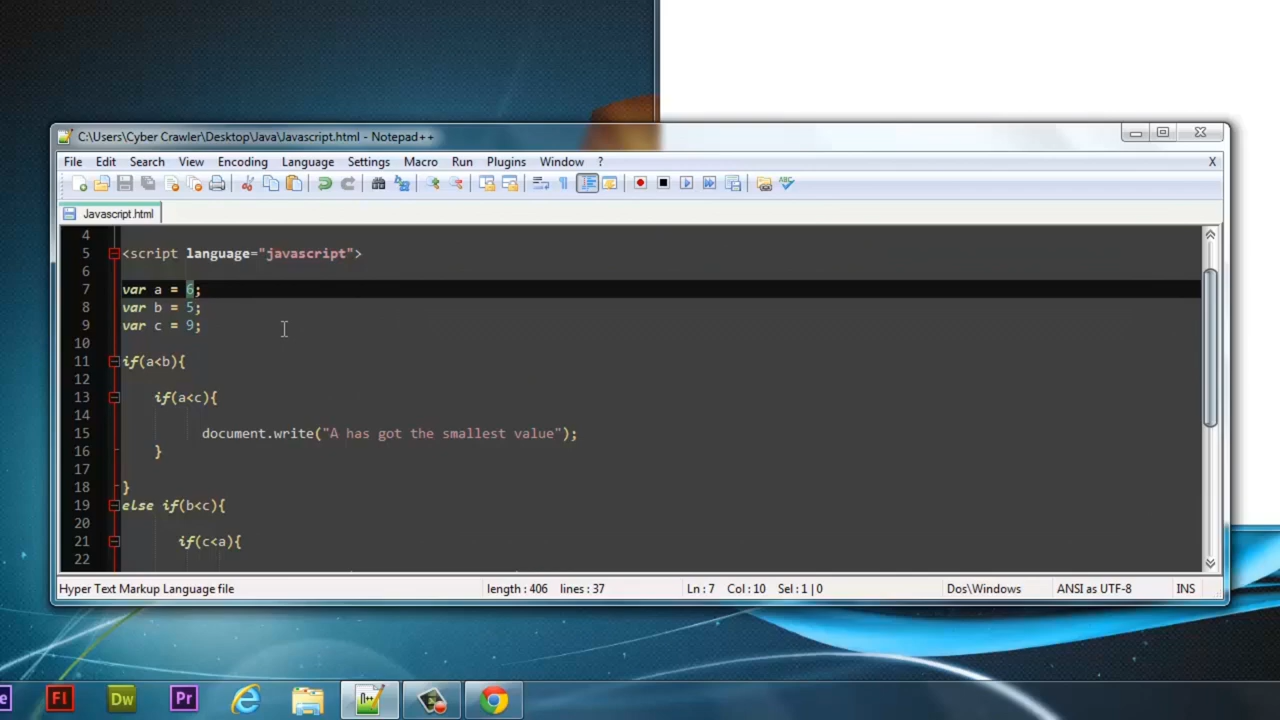 C:\Users\Cyber Crawler\Desktop\Java\Javascript.html - Notepad++
File Edit Search View Encoding Language Settings Macro Run Plugins Window ? X
Javascript.html
4
5 <script language="javascript">
6
7 var a = 6;
8 var b = 5;
9 var c = 9;
10
11 if(a<b){
12
13 if(a<c){
14
15 document.write("A has got the smallest value");
16 }
17
18 }
19 else if(b<c){
20
21 if(c<a){
22
Hyper Text Markup Language file length : 406 lines : 37 Ln : 7 Col : 10 Sel : 1 | 0 Dos\Windows ANSI as UTF-8 INS
e Fl Dw Pr n++